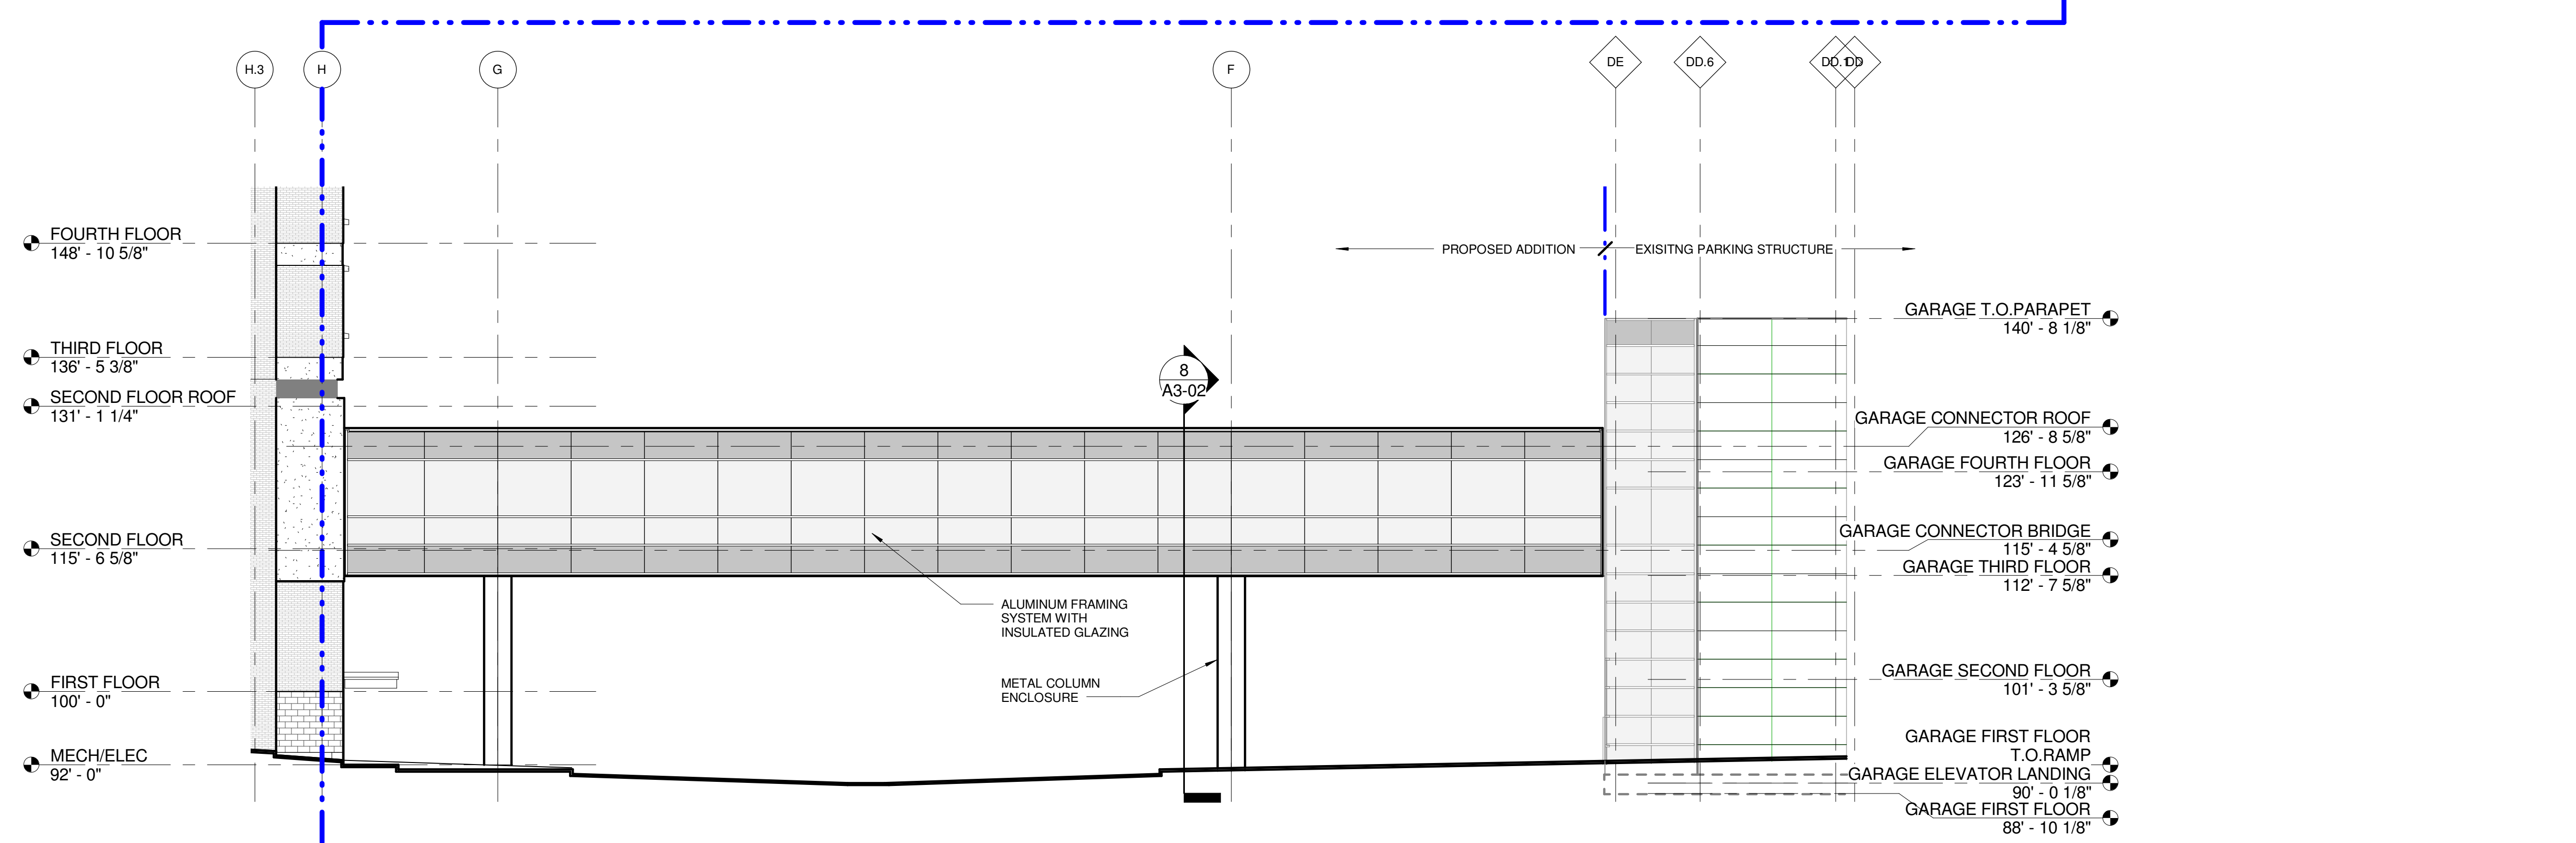 H.3
H
G
F
DE
DD.6
DD.1
DD
FOURTH FLOOR
148' - 10 5/8"
THIRD FLOOR
136' - 5 3/8"
SECOND FLOOR ROOF
131' - 1 1/4"
SECOND FLOOR
115' - 6 5/8"
FIRST FLOOR
100' - 0"
MECH/ELEC
92' - 0"
PROPOSED ADDITION
EXISITNG PARKING STRUCTURE
8
A3-02
ALUMINUM FRAMING
SYSTEM WITH
INSULATED GLAZING
METAL COLUMN
ENCLOSURE
GARAGE T.O.PARAPET
140' - 8 1/8"
GARAGE CONNECTOR ROOF
126' - 8 5/8"
GARAGE FOURTH FLOOR
123' - 11 5/8"
GARAGE CONNECTOR BRIDGE
115' - 4 5/8"
GARAGE THIRD FLOOR
112' - 7 5/8"
GARAGE SECOND FLOOR
101' - 3 5/8"
GARAGE FIRST FLOOR
T.O.RAMP
GARAGE ELEVATOR LANDING
90' - 0 1/8"
GARAGE FIRST FLOOR
88' - 10 1/8"